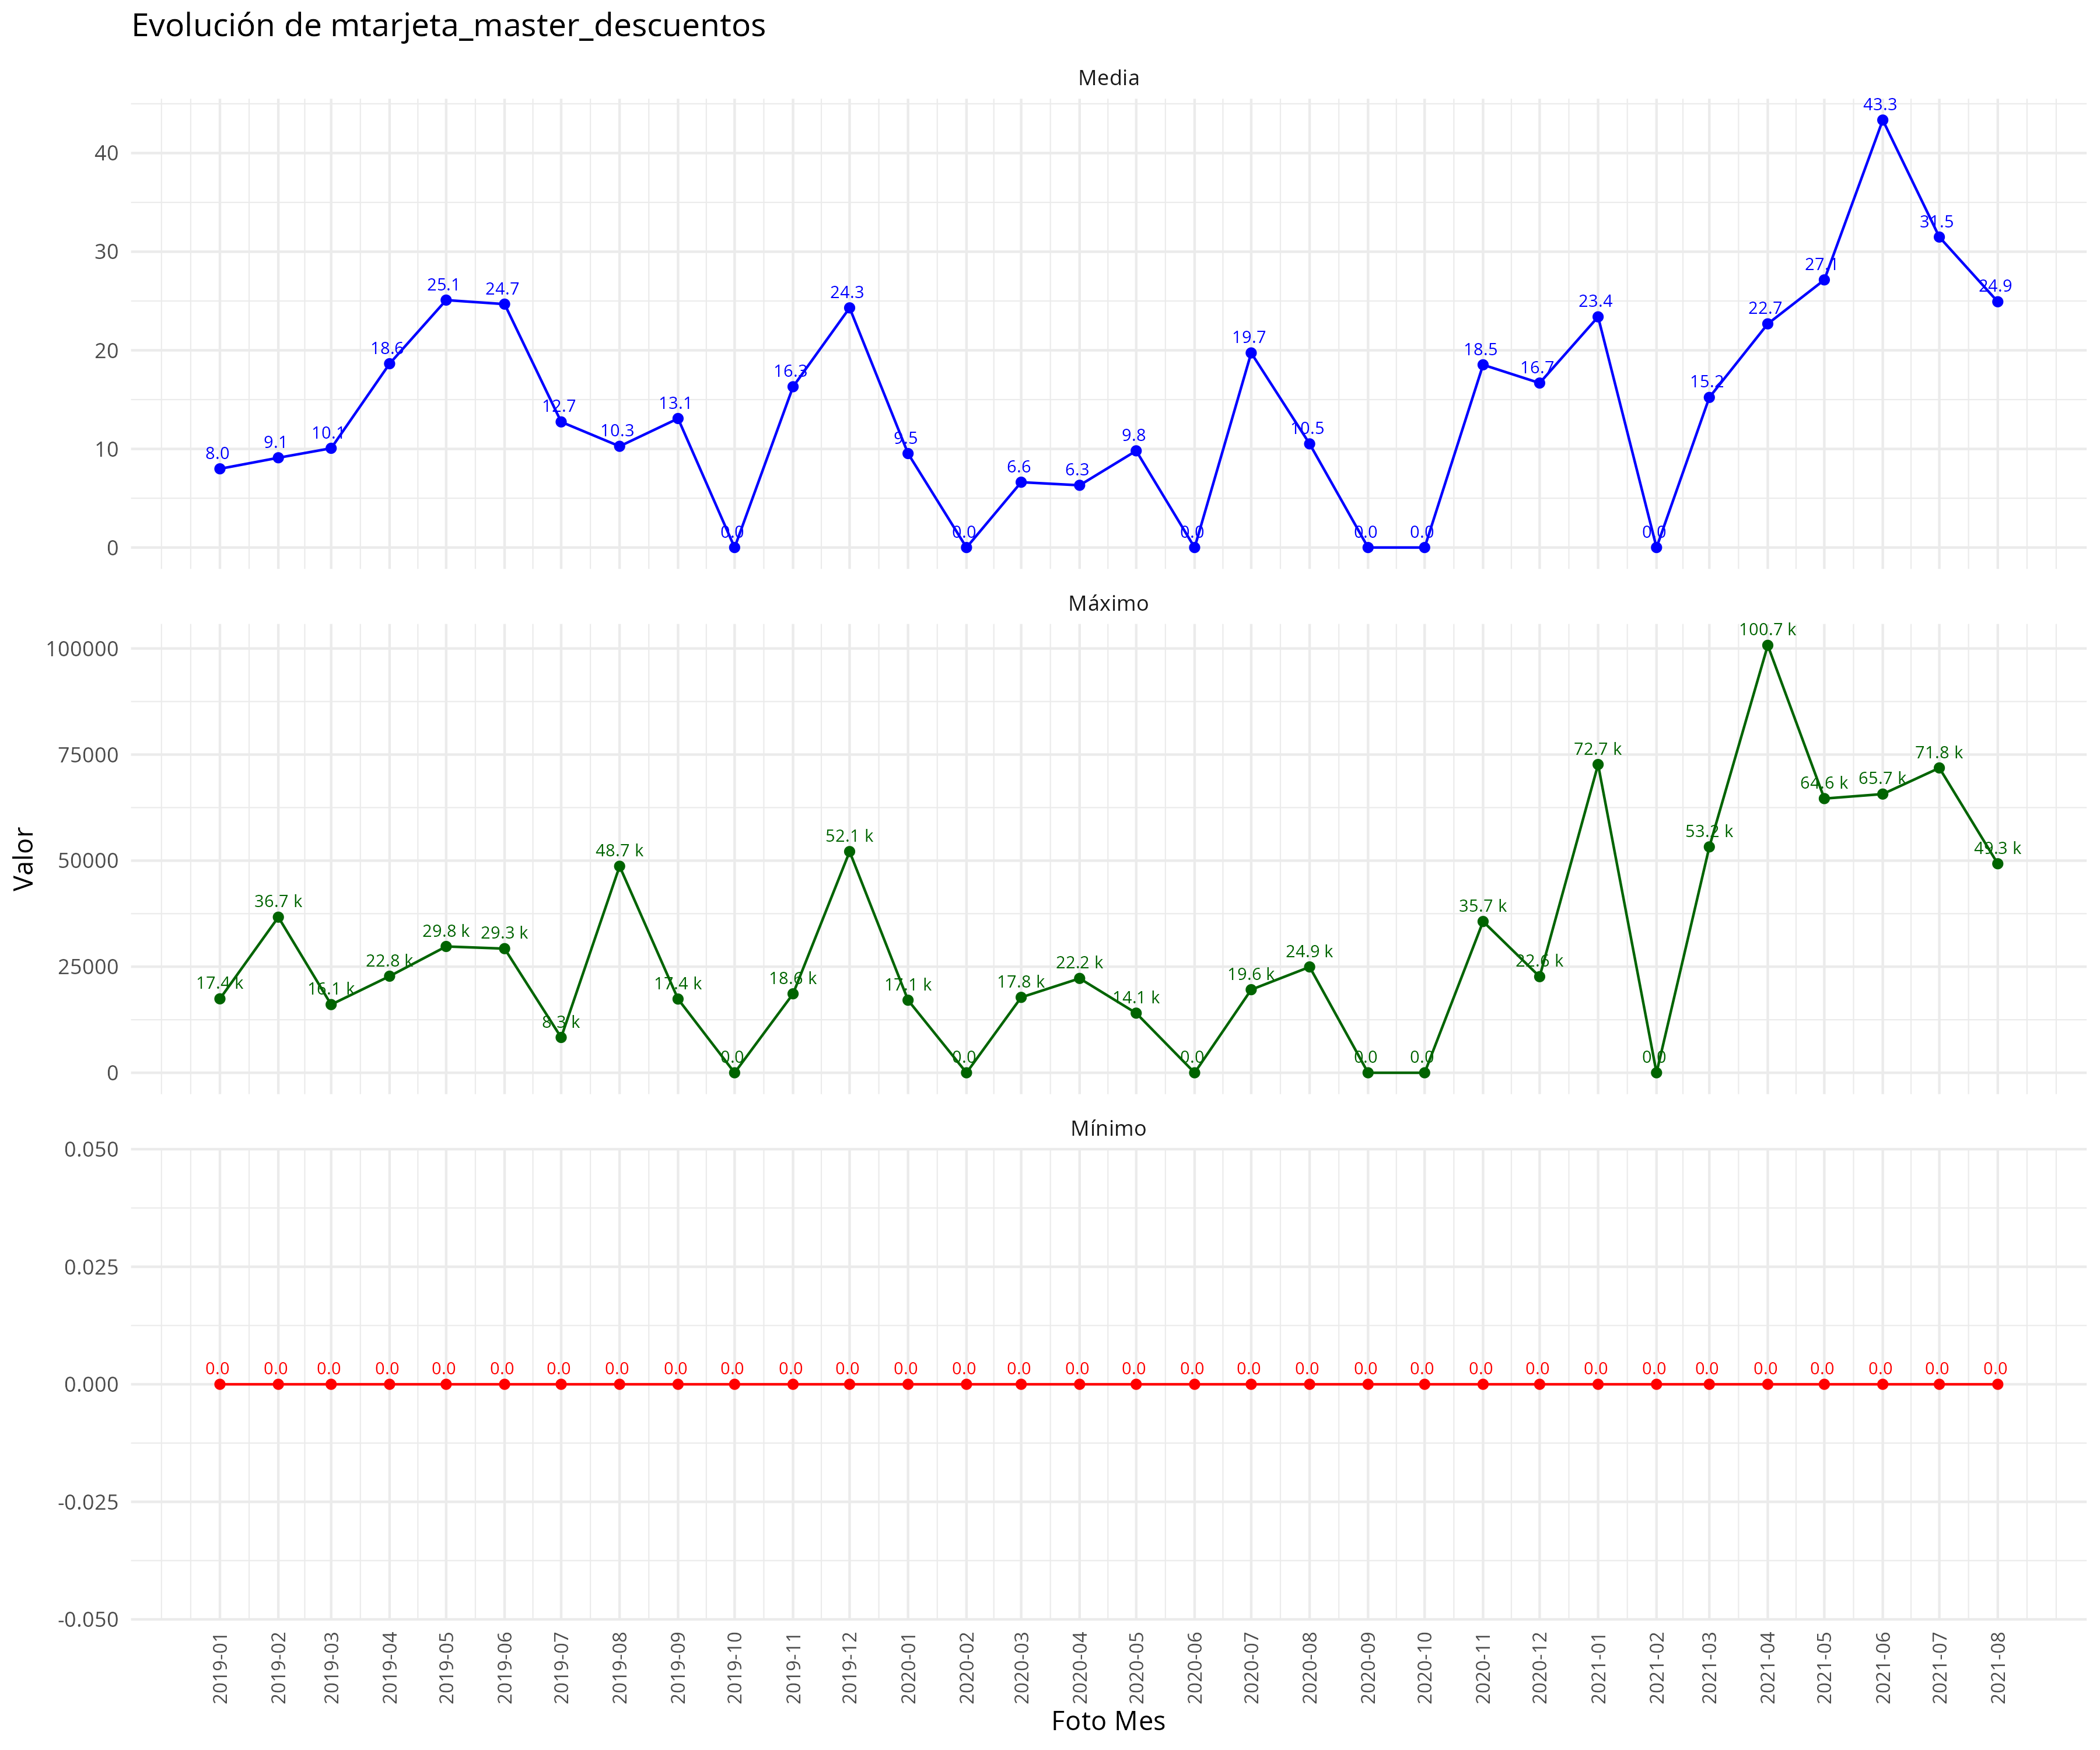 Evolución de mtarjeta_master_descuentos
Media
40
30
20
10
0
8.0 9.1 10.1 18.6 25.1 24.7 12.7 10.3 13.1 0.0 16.3 24.3 9.5 0.0 6.6 6.3 9.8 0.0 19.7 10.5 0.0 0.0 18.5 16.7 23.4 0.0 15.2 22.7 27.1 43.3 31.5 24.9
Máximo
100000
75000
50000
25000
0
17.4 k 36.7 k 16.1 k 22.8 k 29.8 k 29.3 k 8.3 k 48.7 k 17.4 k 0.0 18.6 k 52.1 k 17.1 k 0.0 17.8 k 22.2 k 14.1 k 0.0 19.6 k 24.9 k 0.0 0.0 35.7 k 22.6 k 72.7 k 0.0 53.2 k 100.7 k 64.6 k 65.7 k 71.8 k 49.3 k
Valor
Mínimo
0.050
0.025
0.000
-0.025
-0.050
0.0 0.0 0.0 0.0 0.0 0.0 0.0 0.0 0.0 0.0 0.0 0.0 0.0 0.0 0.0 0.0 0.0 0.0 0.0 0.0 0.0 0.0 0.0 0.0 0.0 0.0 0.0 0.0 0.0 0.0 0.0 0.0
2019-01 2019-02 2019-03 2019-04 2019-05 2019-06 2019-07 2019-08 2019-09 2019-10 2019-11 2019-12 2020-01 2020-02 2020-03 2020-04 2020-05 2020-06 2020-07 2020-08 2020-09 2020-10 2020-11 2020-12 2021-01 2021-02 2021-03 2021-04 2021-05 2021-06 2021-07 2021-08
Foto Mes